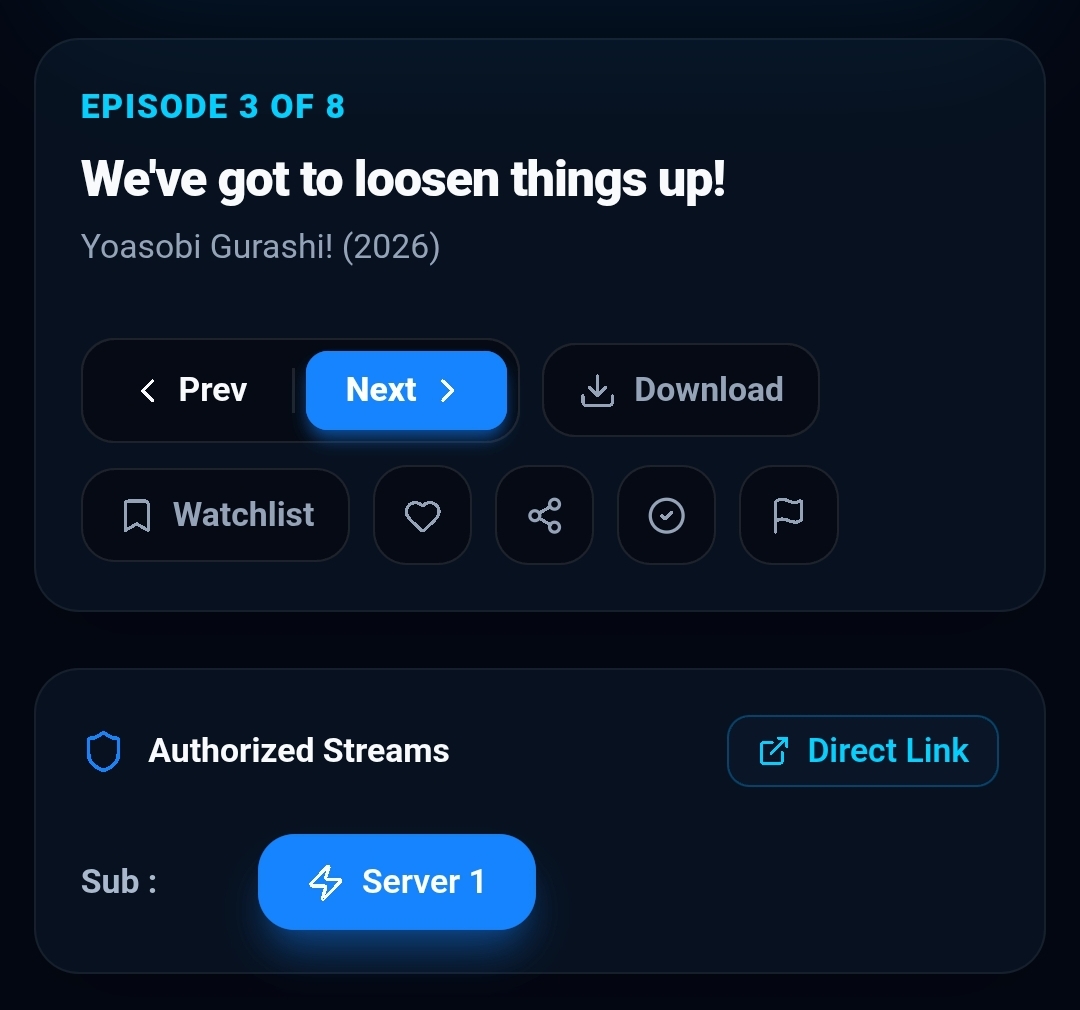 EPISODE 3 OF 8
We've got to loosen things up!
Yoasobi Gurashi! (2026)
Prev Next Download
Watchlist
Authorized Streams Direct Link
Sub : Server 1